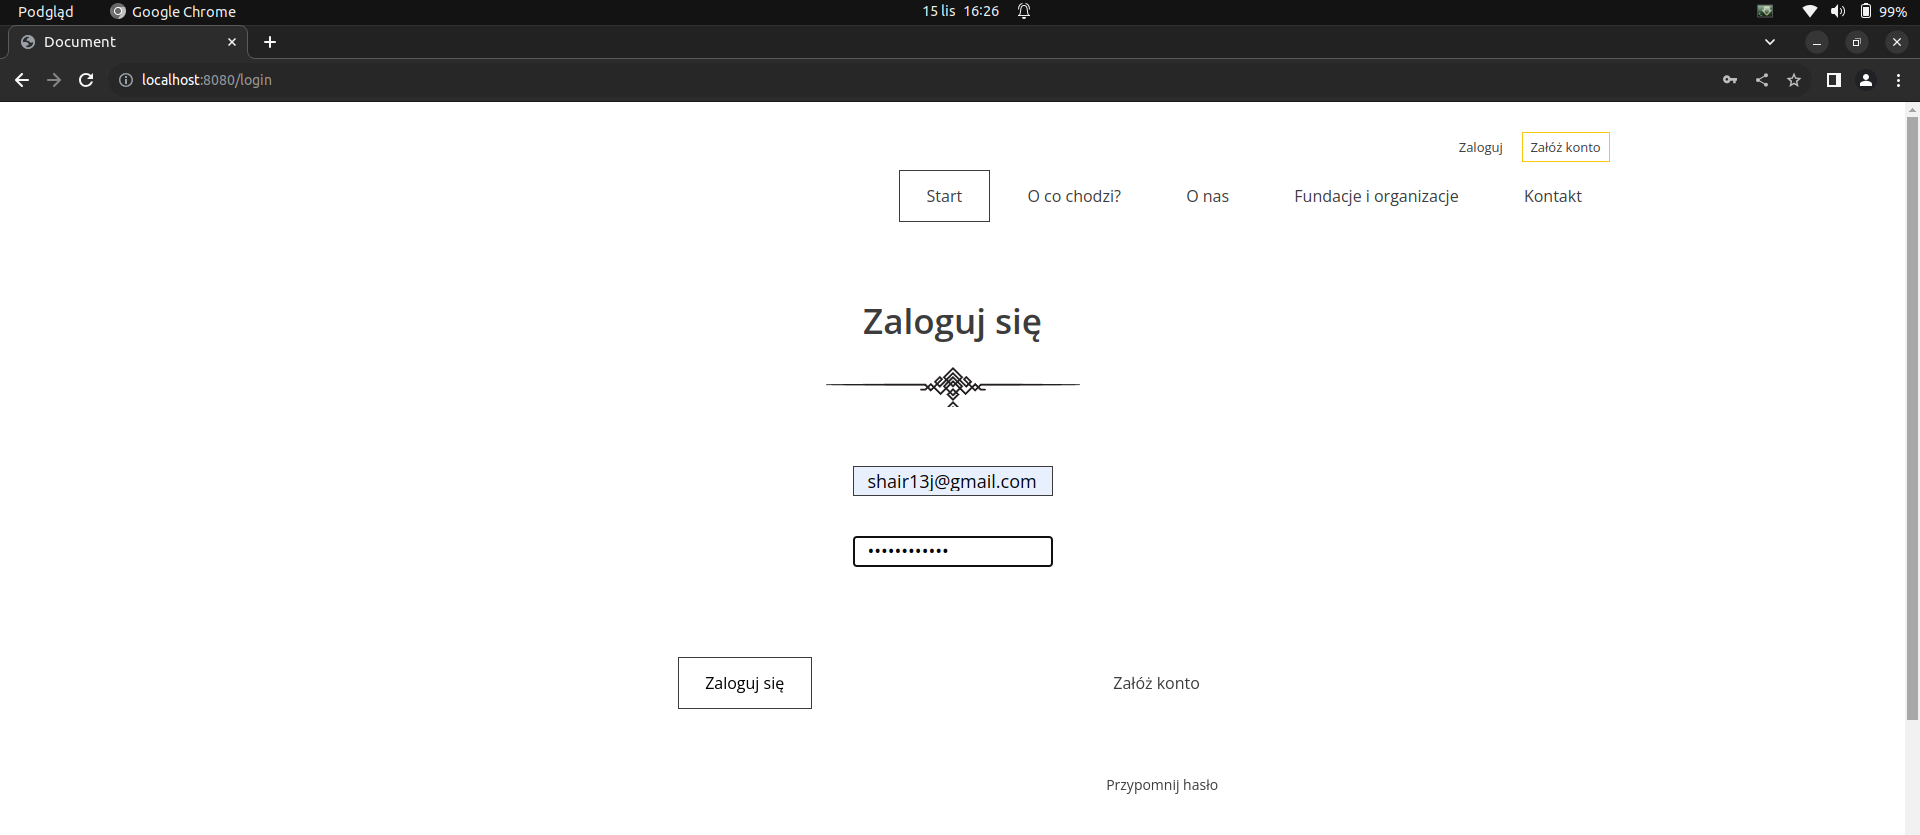 Podgląd Google Chrome 15 lis 16:26 99%
Document
localhost:8080/login
Zaloguj Załóż konto
Start O co chodzi? O nas Fundacje i organizacje Kontakt
Zaloguj się
shair13j@gmail.com
••••••••••••
Zaloguj się Załóż konto
Przypomnij hasło